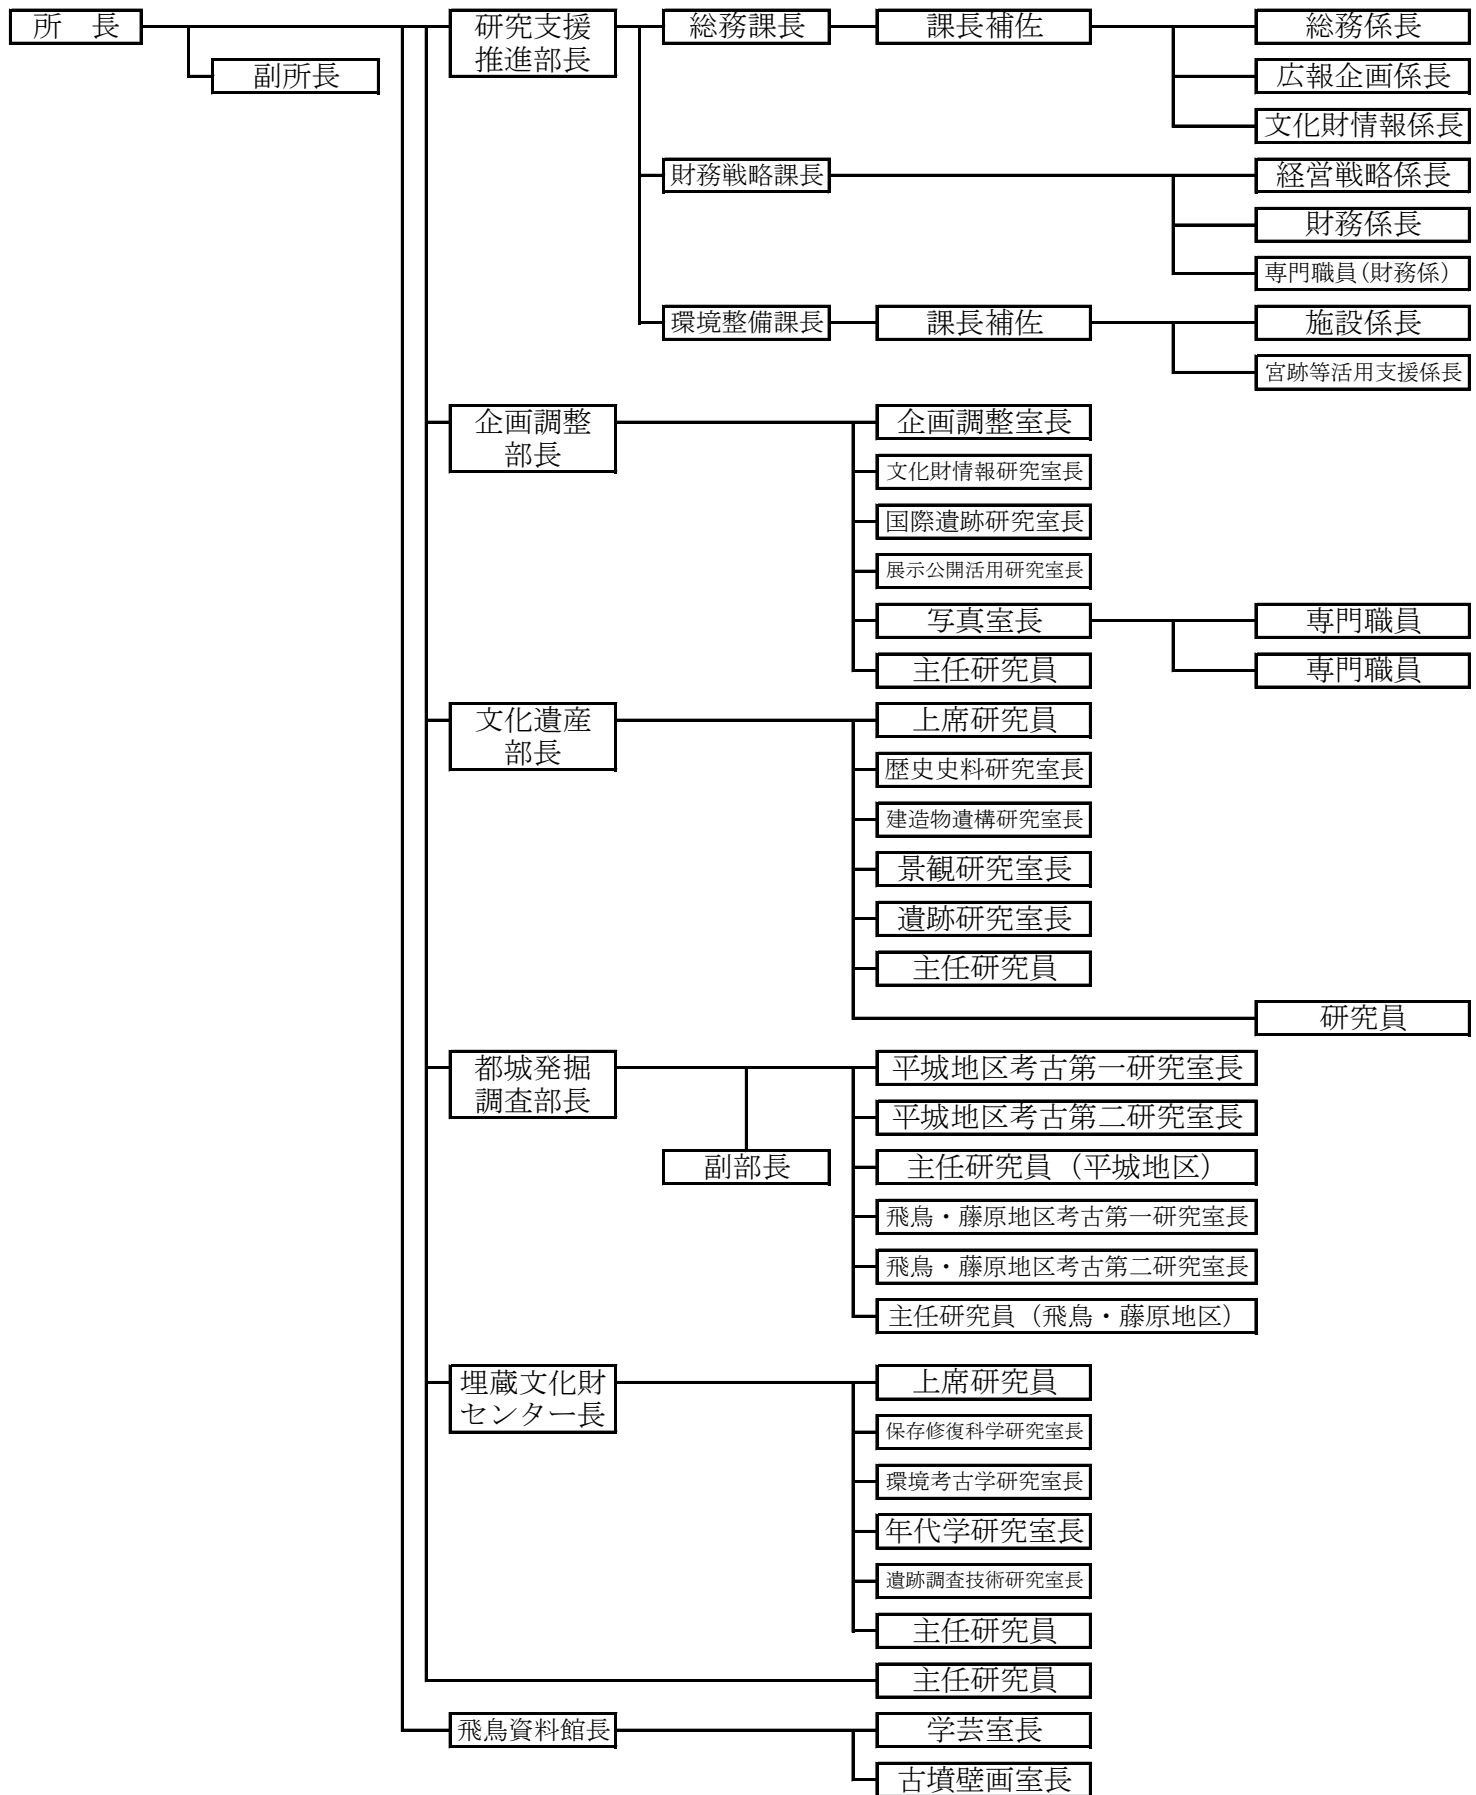 所　長
研究支援
推進部長
総務課長
課長補佐
総務係長
副所長
広報企画係長
文化財情報係長
財務戦略課長
経営戦略係長
財務係長
専門職員(財務係)
環境整備課長
課長補佐
施設係長
宮跡等活用支援係長
企画調整
部長
企画調整室長
文化財情報研究室長
国際遺跡研究室長
展示公開活用研究室長
写真室長
専門職員
主任研究員
専門職員
文化遺産
部長
上席研究員
歴史史料研究室長
建造物遺構研究室長
景観研究室長
遺跡研究室長
主任研究員
研究員
都城発掘
調査部長
平城地区考古第一研究室長
平城地区考古第二研究室長
副部長
主任研究員（平城地区）
飛鳥・藤原地区考古第一研究室長
飛鳥・藤原地区考古第二研究室長
主任研究員（飛鳥・藤原地区）
埋蔵文化財
センター長
上席研究員
保存修復科学研究室長
環境考古学研究室長
年代学研究室長
遺跡調査技術研究室長
主任研究員
主任研究員
飛鳥資料館長
学芸室長
古墳壁画室長